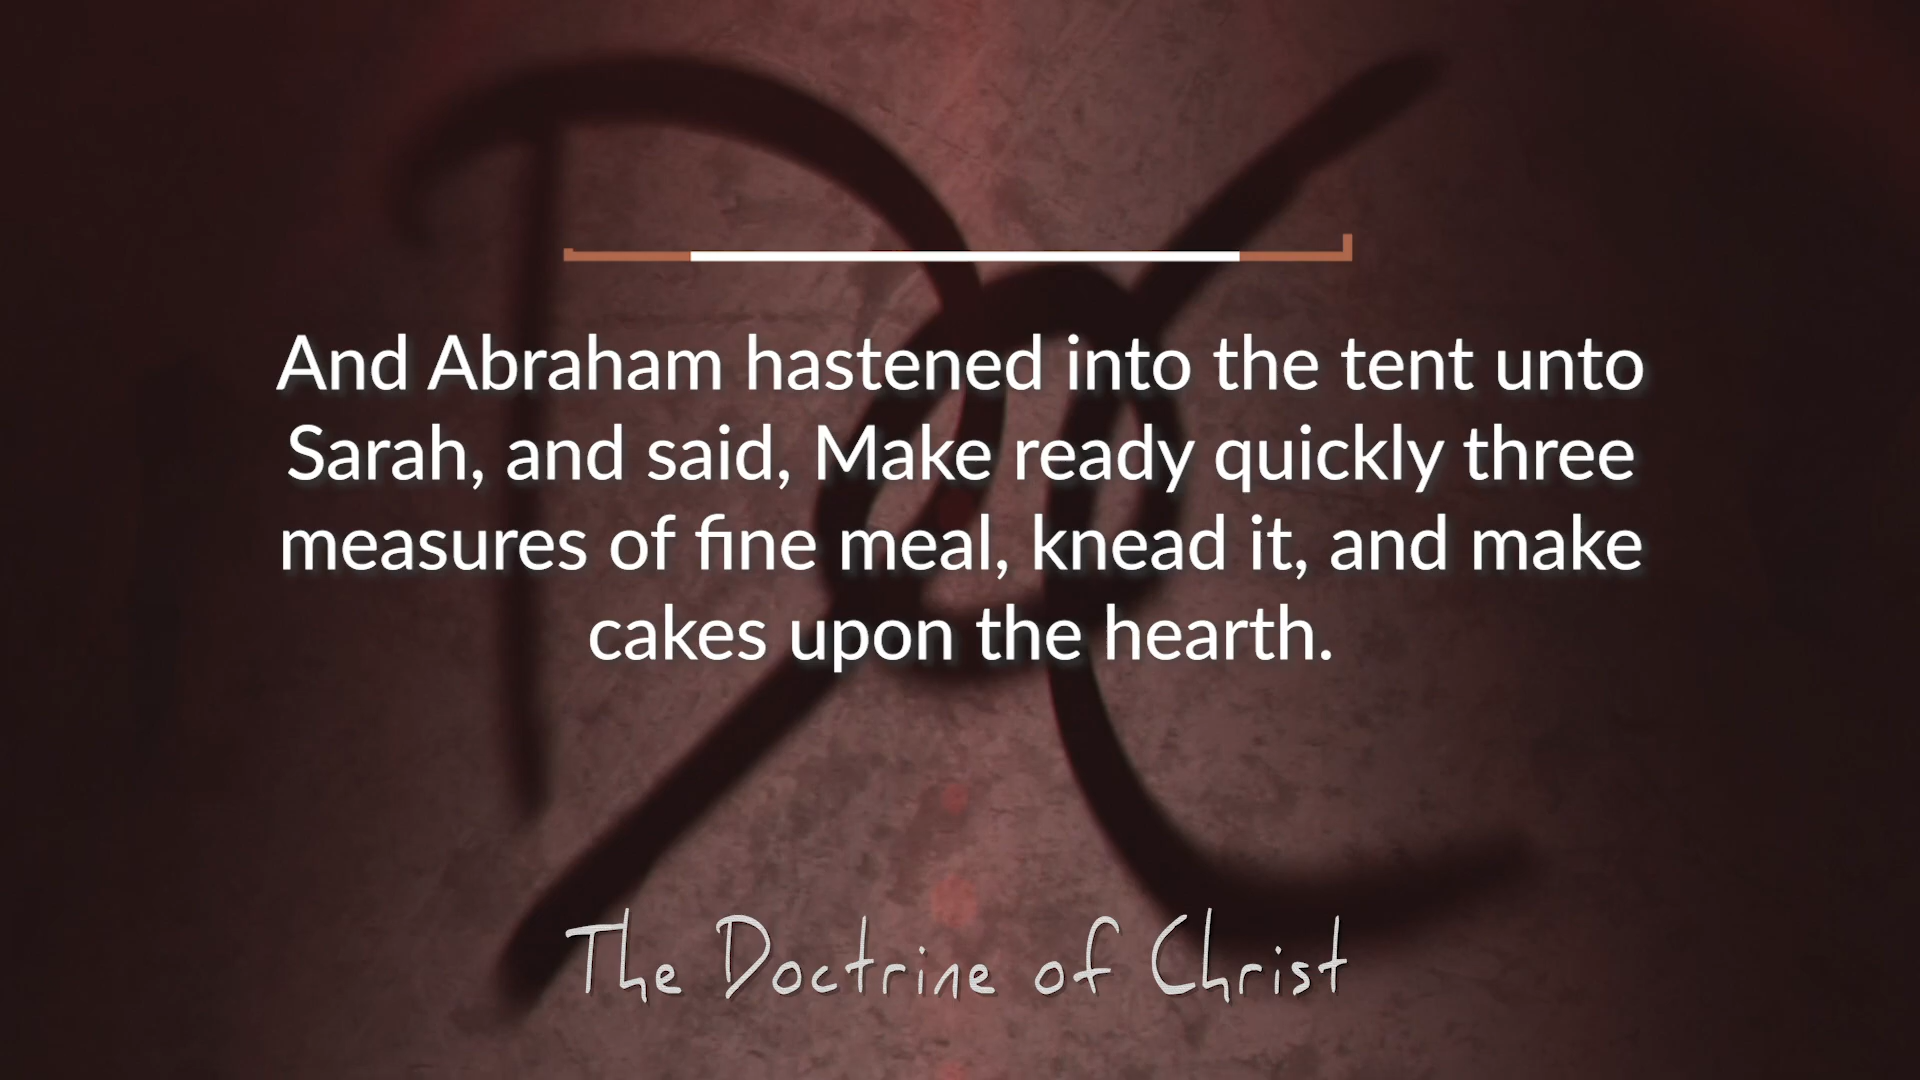 And Abraham hastened into the tent unto
Sarah, and said, Make ready quickly three
measures of fine meal, knead it, and make
cakes upon the hearth.
The Doctrine of Christ